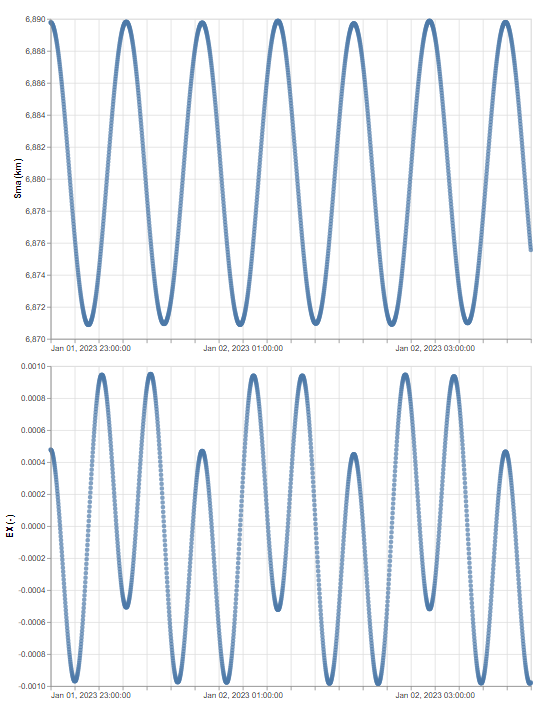 6,890
6,888
6,886
6,884
6,882
6,880
6,878
6,876
6,874
6,872
6,870
Sma (km)
Jan 01, 2023 23:00:00
Jan 02, 2023 01:00:00
Jan 02, 2023 03:00:00
0.0010
0.0008
0.0006
0.0004
0.0002
0.0000
-0.0002
-0.0004
-0.0006
-0.0008
-0.0010
EX (-)
Jan 01, 2023 23:00:00
Jan 02, 2023 01:00:00
Jan 02, 2023 03:00:00